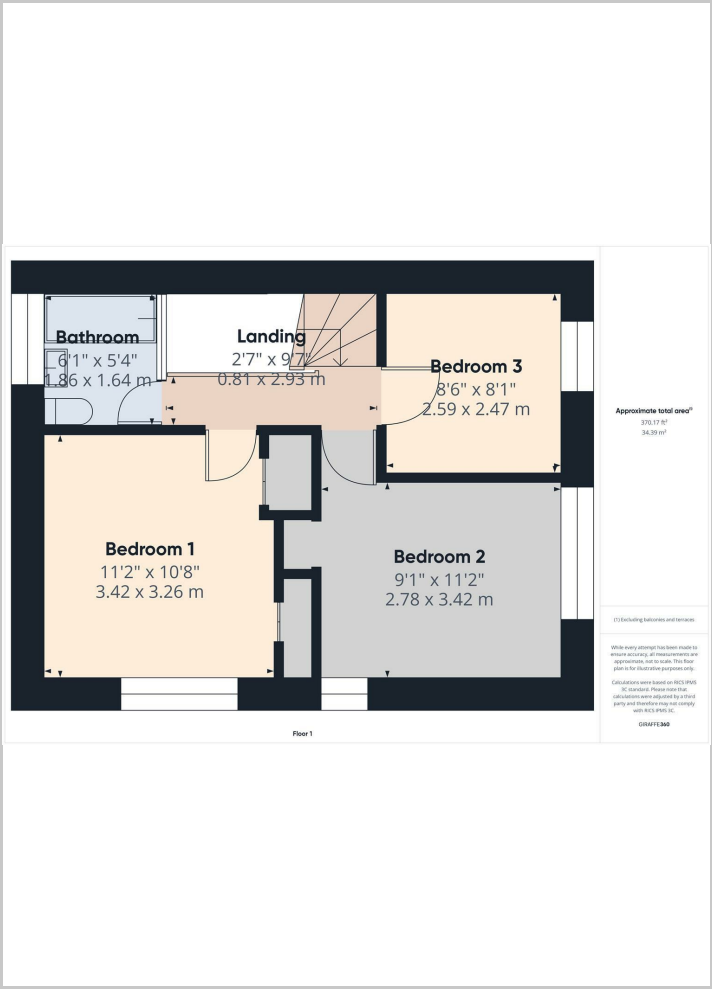 Bathroom
6'1" x 5'4"
1.86 x 1.64 m
Landing
2'7" x 9'7"
0.81 x 2.93 m
Bedroom 3
8'6" x 8'1"
2.59 x 2.47 m
Bedroom 1
11'2" x 10'8"
3.42 x 3.26 m
Bedroom 2
9'1" x 11'2"
2.78 x 3.42 m
Floor 1
Approximate total area⁽¹⁾
370.17 ft²
34.39 m²
(1) Excluding balconies and terraces
While every attempt has been made to
ensure accuracy, all measurements are
approximate, not to scale. This floor
plan is for illustrative purposes only.
Calculations were based on RICS IPMS
3C standard. Please note that
calculations were adjusted by a third
party and therefore may not comply
with RICS IPMS 3C.
GIRAFFE360